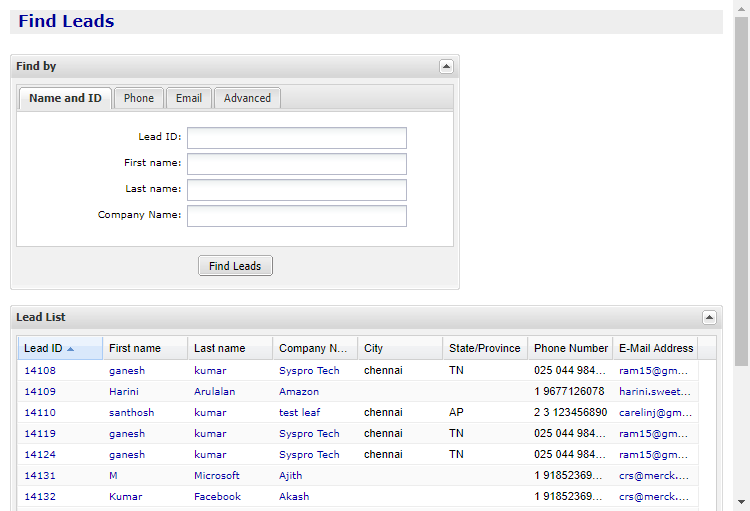 Find Leads
Find by
Name and ID Phone Email Advanced
Lead ID:
First name:
Last name:
Company Name:
Find Leads
Lead List
Lead ID First name Last name Company N... City State/Province Phone Number E-Mail Address
14108 ganesh kumar Syspro Tech chennai TN 025 044 984... ram15@gm...
14109 Harini Arulalan Amazon 1 9677126078 harini.sweet...
14110 santhosh kumar test leaf chennai AP 2 3 123456890 carelinj@gm...
14119 ganesh kumar Syspro Tech chennai TN 025 044 984... ram15@gm...
14124 ganesh kumar Syspro Tech chennai TN 025 044 984... ram15@gm...
14131 M Microsoft Ajith 1 91852369... crs@merck....
14132 Kumar Facebook Akash 1 91852369... crs@merck....